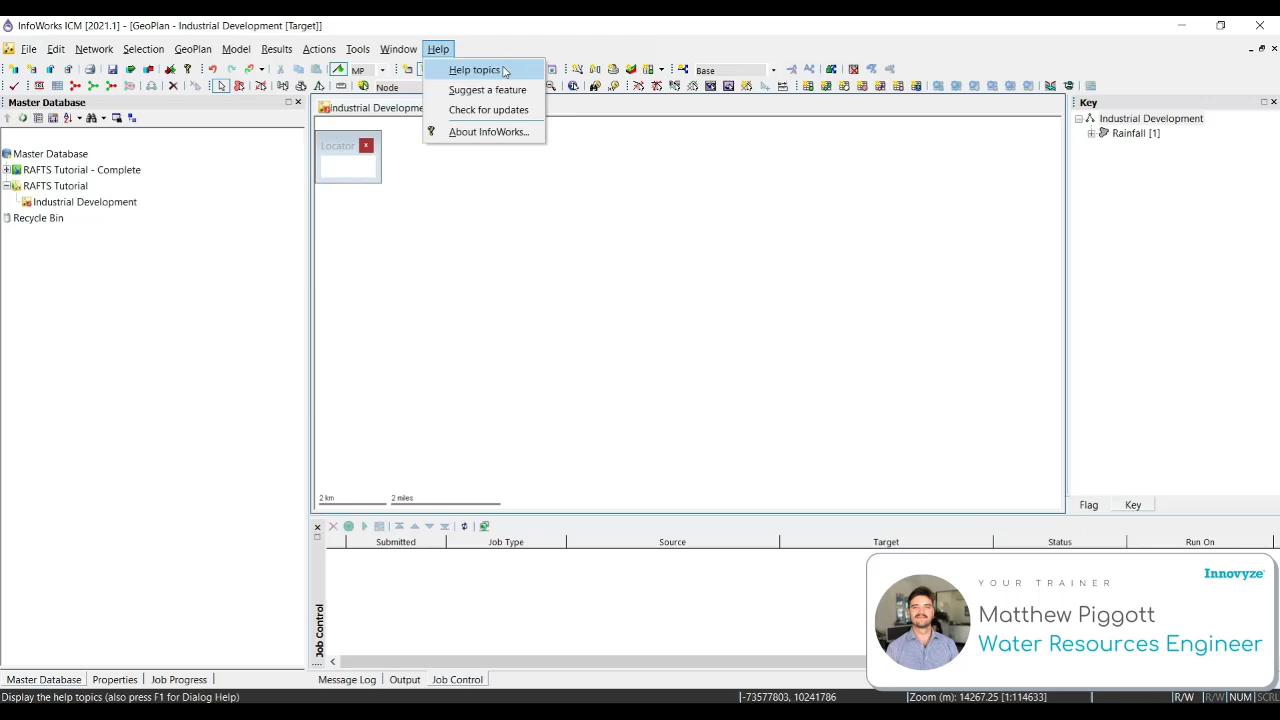 InfoWorks ICM [2021.1] - [GeoPlan - Industrial Development [Target]]
File Edit Network Selection GeoPlan Model Results Actions Tools Window Help
MP
Base
Node
Help topics
Suggest a feature
Check for updates
About InfoWorks...
Master Database
Master Database
RAFTS Tutorial - Complete
RAFTS Tutorial
Industrial Development
Recycle Bin
Industrial Developme
Locator x
2 km 2 miles
Key
Industrial Development
Rainfall [1]
Flag Key
Submitted Job Type Source Target Status Run On
Job Control
YOUR TRAINER
Innovyze
Matthew Piggott
Water Resources Engineer
Master Database Properties Job Progress Message Log Output Job Control
Display the help topics (also press F1 for Dialog Help) -73577803, 10241786 Zoom (m): 14267.25 [1:114633] R/W R/W NUM SCRL